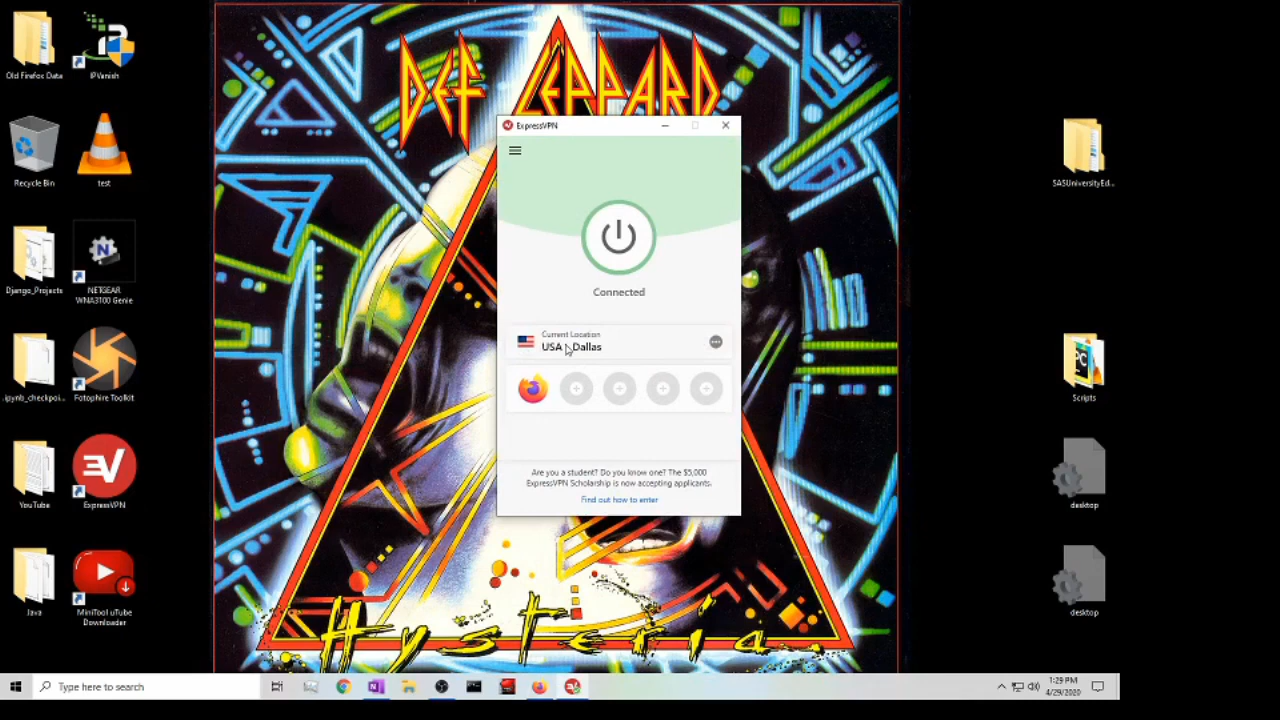 Old Firefox Data
IPVanish
Recycle Bin
test
Django_Projects
N
NETGEAR
WNA3100 Genie
.ipynb_checkpoi...
Fotophire Toolkit
YouTube
ExpressVPN
Java
MiniTool uTube
Downloader
DEF LEPPARD
ExpressVPN
Connected
Current Location
USA - Dallas
Are you a student? Do you know one? The $5,000
ExpressVPN Scholarship is now accepting applicants.
Find out how to enter
Hysteria
SASUniversityEd...
PC
Scripts
desktop
desktop
Type here to search
1:29 PM
4/29/2020